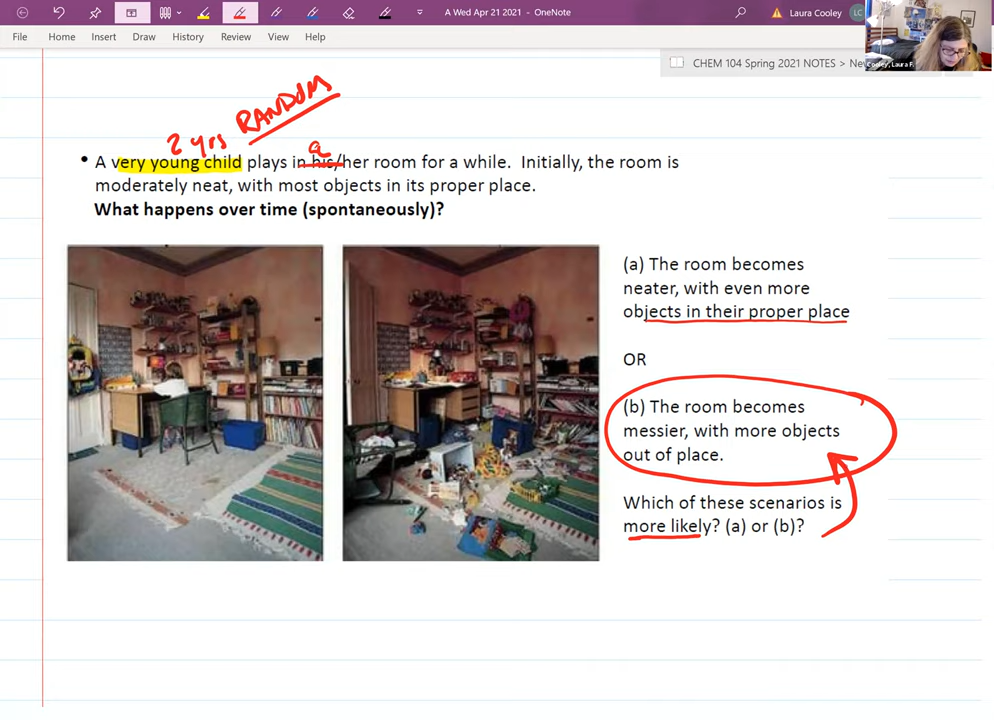 A Wed Apr 21 2021 - OneNote
Laura Cooley
LC
File Home Insert Draw History Review View Help
CHEM 104 Spring 2021 NOTES >
Cooley, Laura F.
RANDOM
2 yrs
a
• A very young child plays in his/her room for a while. Initially, the room is
moderately neat, with most objects in its proper place.
What happens over time (spontaneously)?
(a) The room becomes
neater, with even more
objects in their proper place
OR
(b) The room becomes
messier, with more objects
out of place.
Which of these scenarios is
more likely? (a) or (b)?